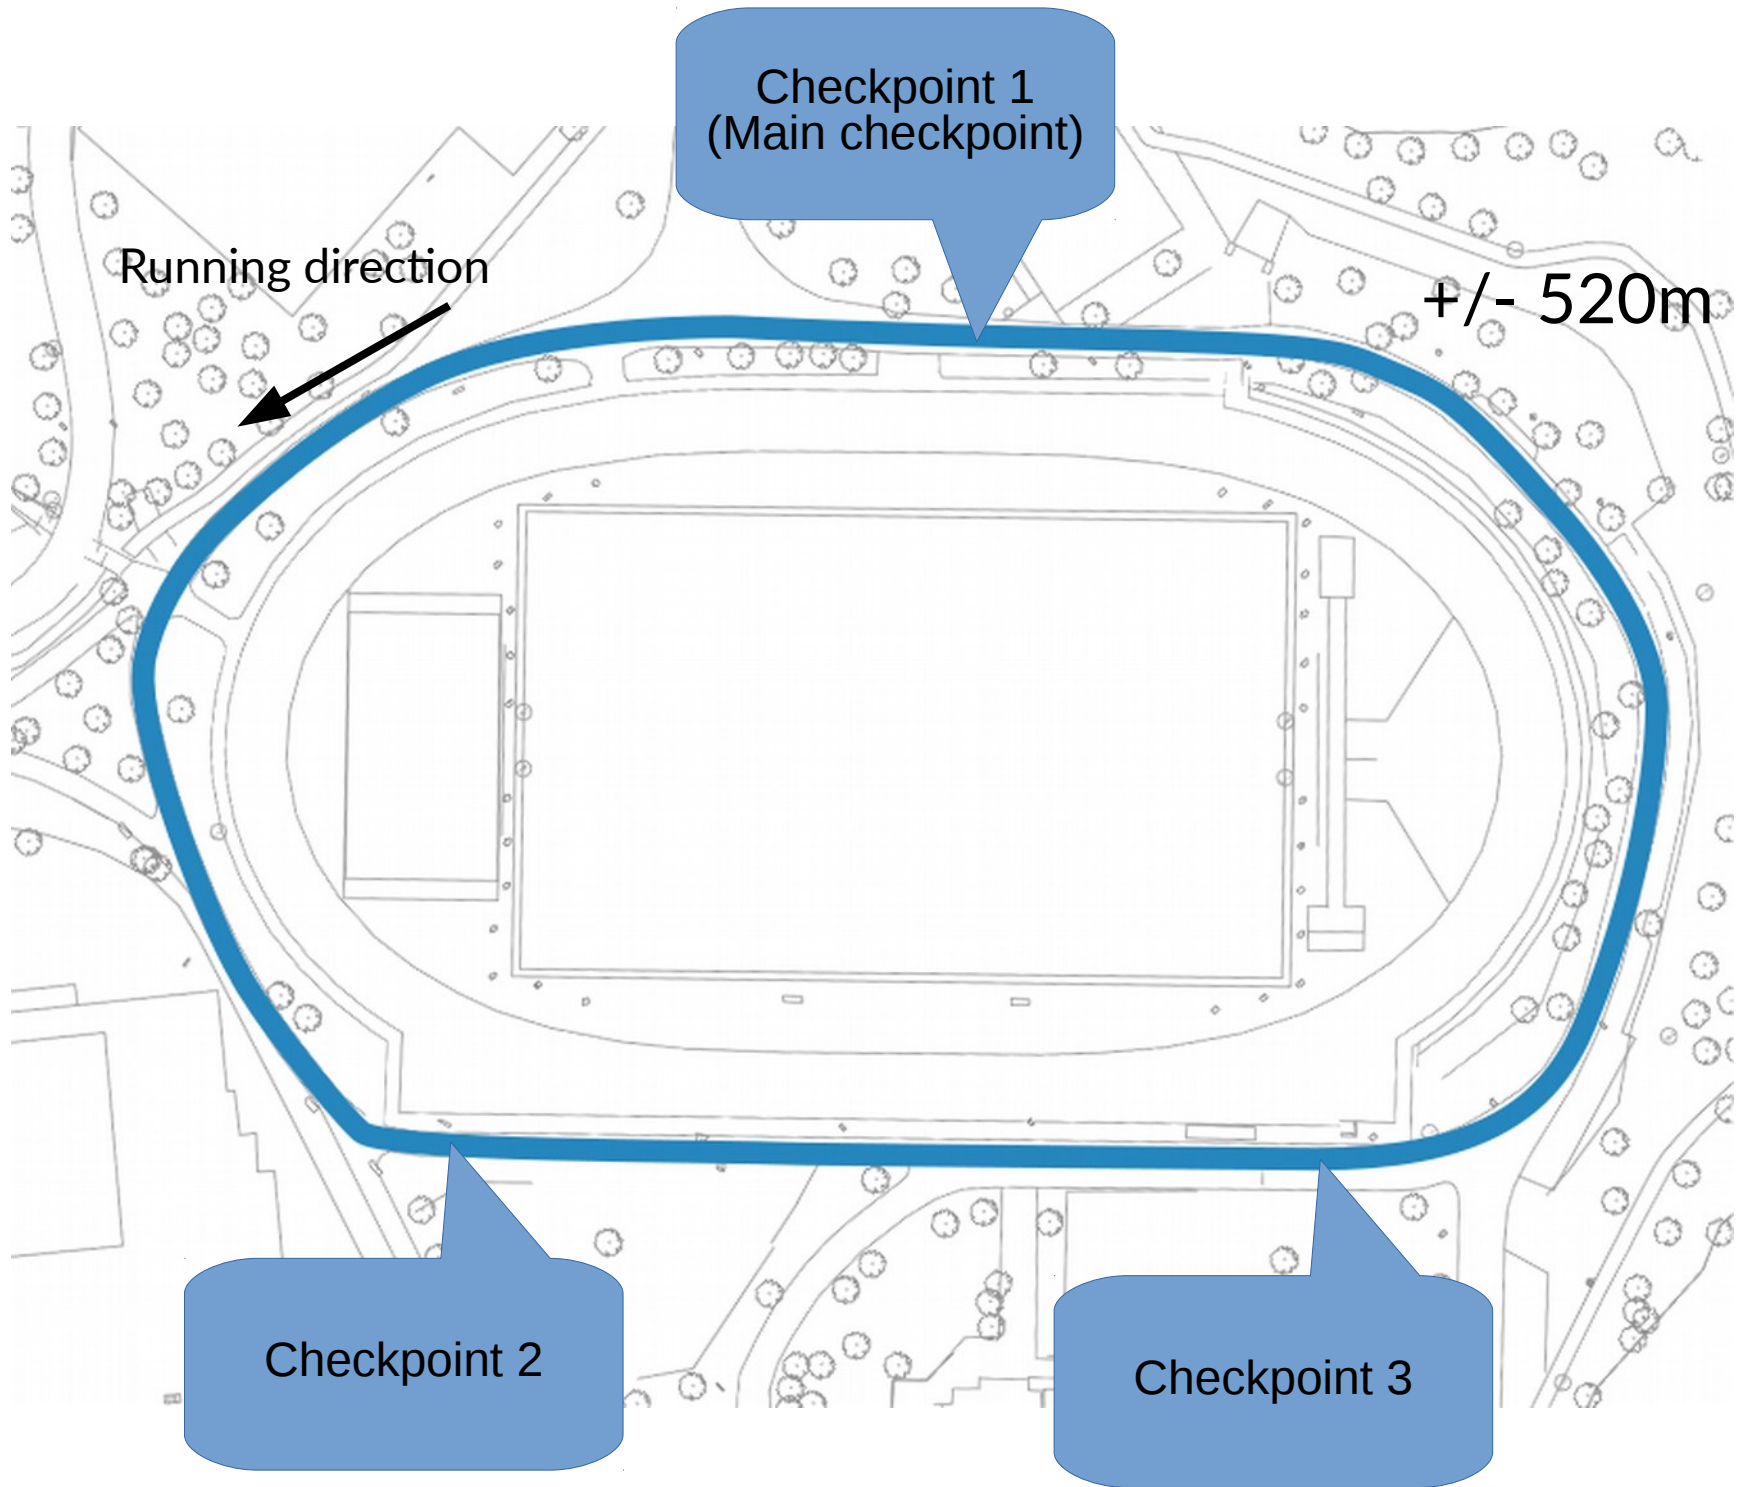 Checkpoint 1
(Main checkpoint)
Running direction
+/- 520m
Checkpoint 2
Checkpoint 3